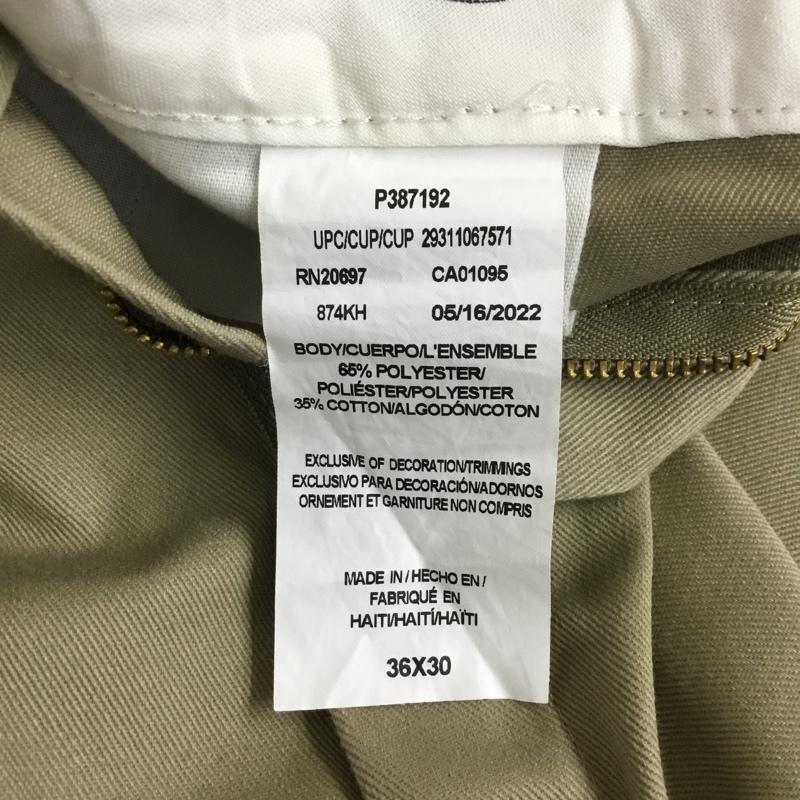 P387192
UPC/CUP/CUP 29311067571
RN20697 CA01095
874KH 05/16/2022
BODY/CUERPO/L'ENSEMBLE
65% POLYESTER/
POLIÉSTER/POLYESTER
35% COTTON/ALGODÓN/COTON
EXCLUSIVE OF DECORATION/TRIMMINGS
EXCLUSIVO PARA DECORACIÓN/ADORNOS
ORNEMENT ET GARNITURE NON COMPRIS
MADE IN / HECHO EN /
FABRIQUÉ EN
HAITI/HAITÍ/HAÏTI
36X30